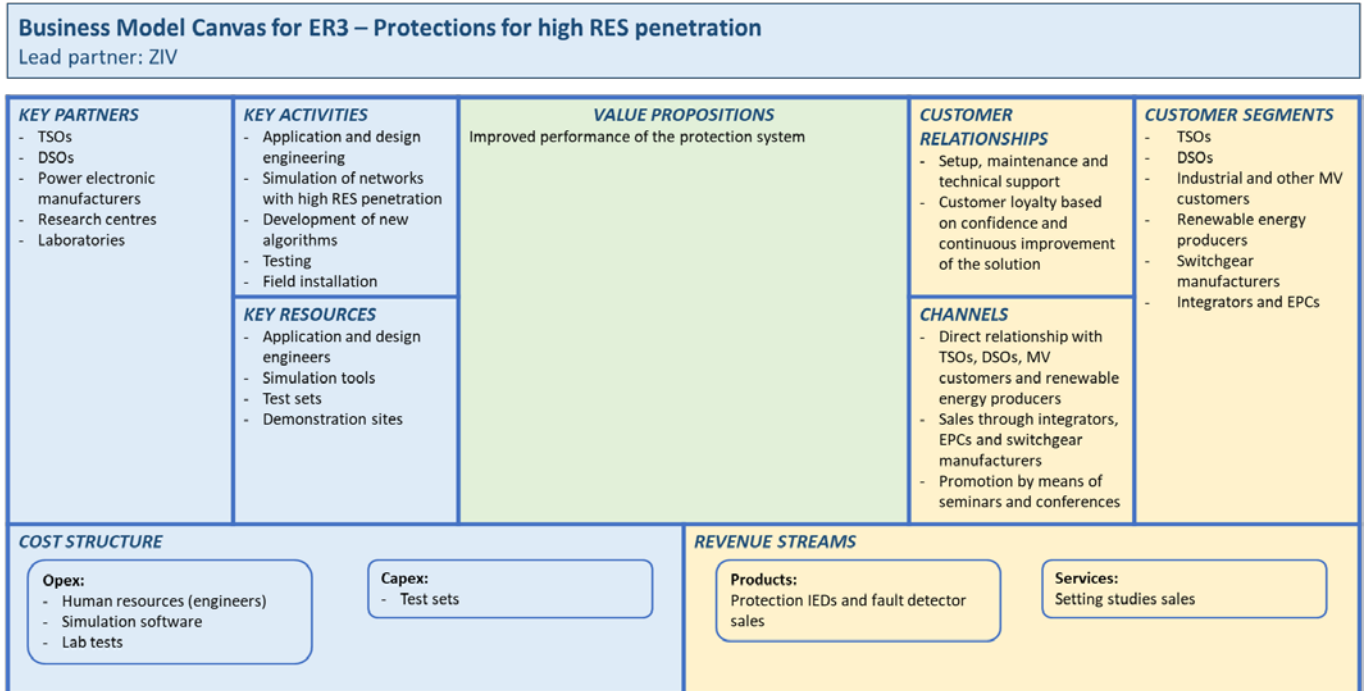 Business Model Canvas for ER3 – Protections for high RES penetration
Lead partner: ZIV
KEY PARTNERS
- TSOs
- DSOs
- Power electronic
manufacturers
- Research centres
- Laboratories
KEY ACTIVITIES
- Application and design
engineering
- Simulation of networks
with high RES penetration
- Development of new
algorithms
- Testing
- Field installation
KEY RESOURCES
- Application and design
engineers
- Simulation tools
- Test sets
- Demonstration sites
VALUE PROPOSITIONS
Improved performance of the protection system
CUSTOMER
RELATIONSHIPS
- Setup, maintenance and
technical support
- Customer loyalty based
on confidence and
continuous improvement
of the solution
CHANNELS
- Direct relationship with
TSOs, DSOs, MV
customers and renewable
energy producers
- Sales through integrators,
EPCs and switchgear
manufacturers
- Promotion by means of
seminars and conferences
CUSTOMER SEGMENTS
- TSOs
- DSOs
- Industrial and other MV
customers
- Renewable energy
producers
- Switchgear
manufacturers
- Integrators and EPCs
COST STRUCTURE
Opex:
- Human resources (engineers)
- Simulation software
- Lab tests
Capex:
- Test sets
REVENUE STREAMS
Products:
Protection IEDs and fault detector
sales
Services:
Setting studies sales